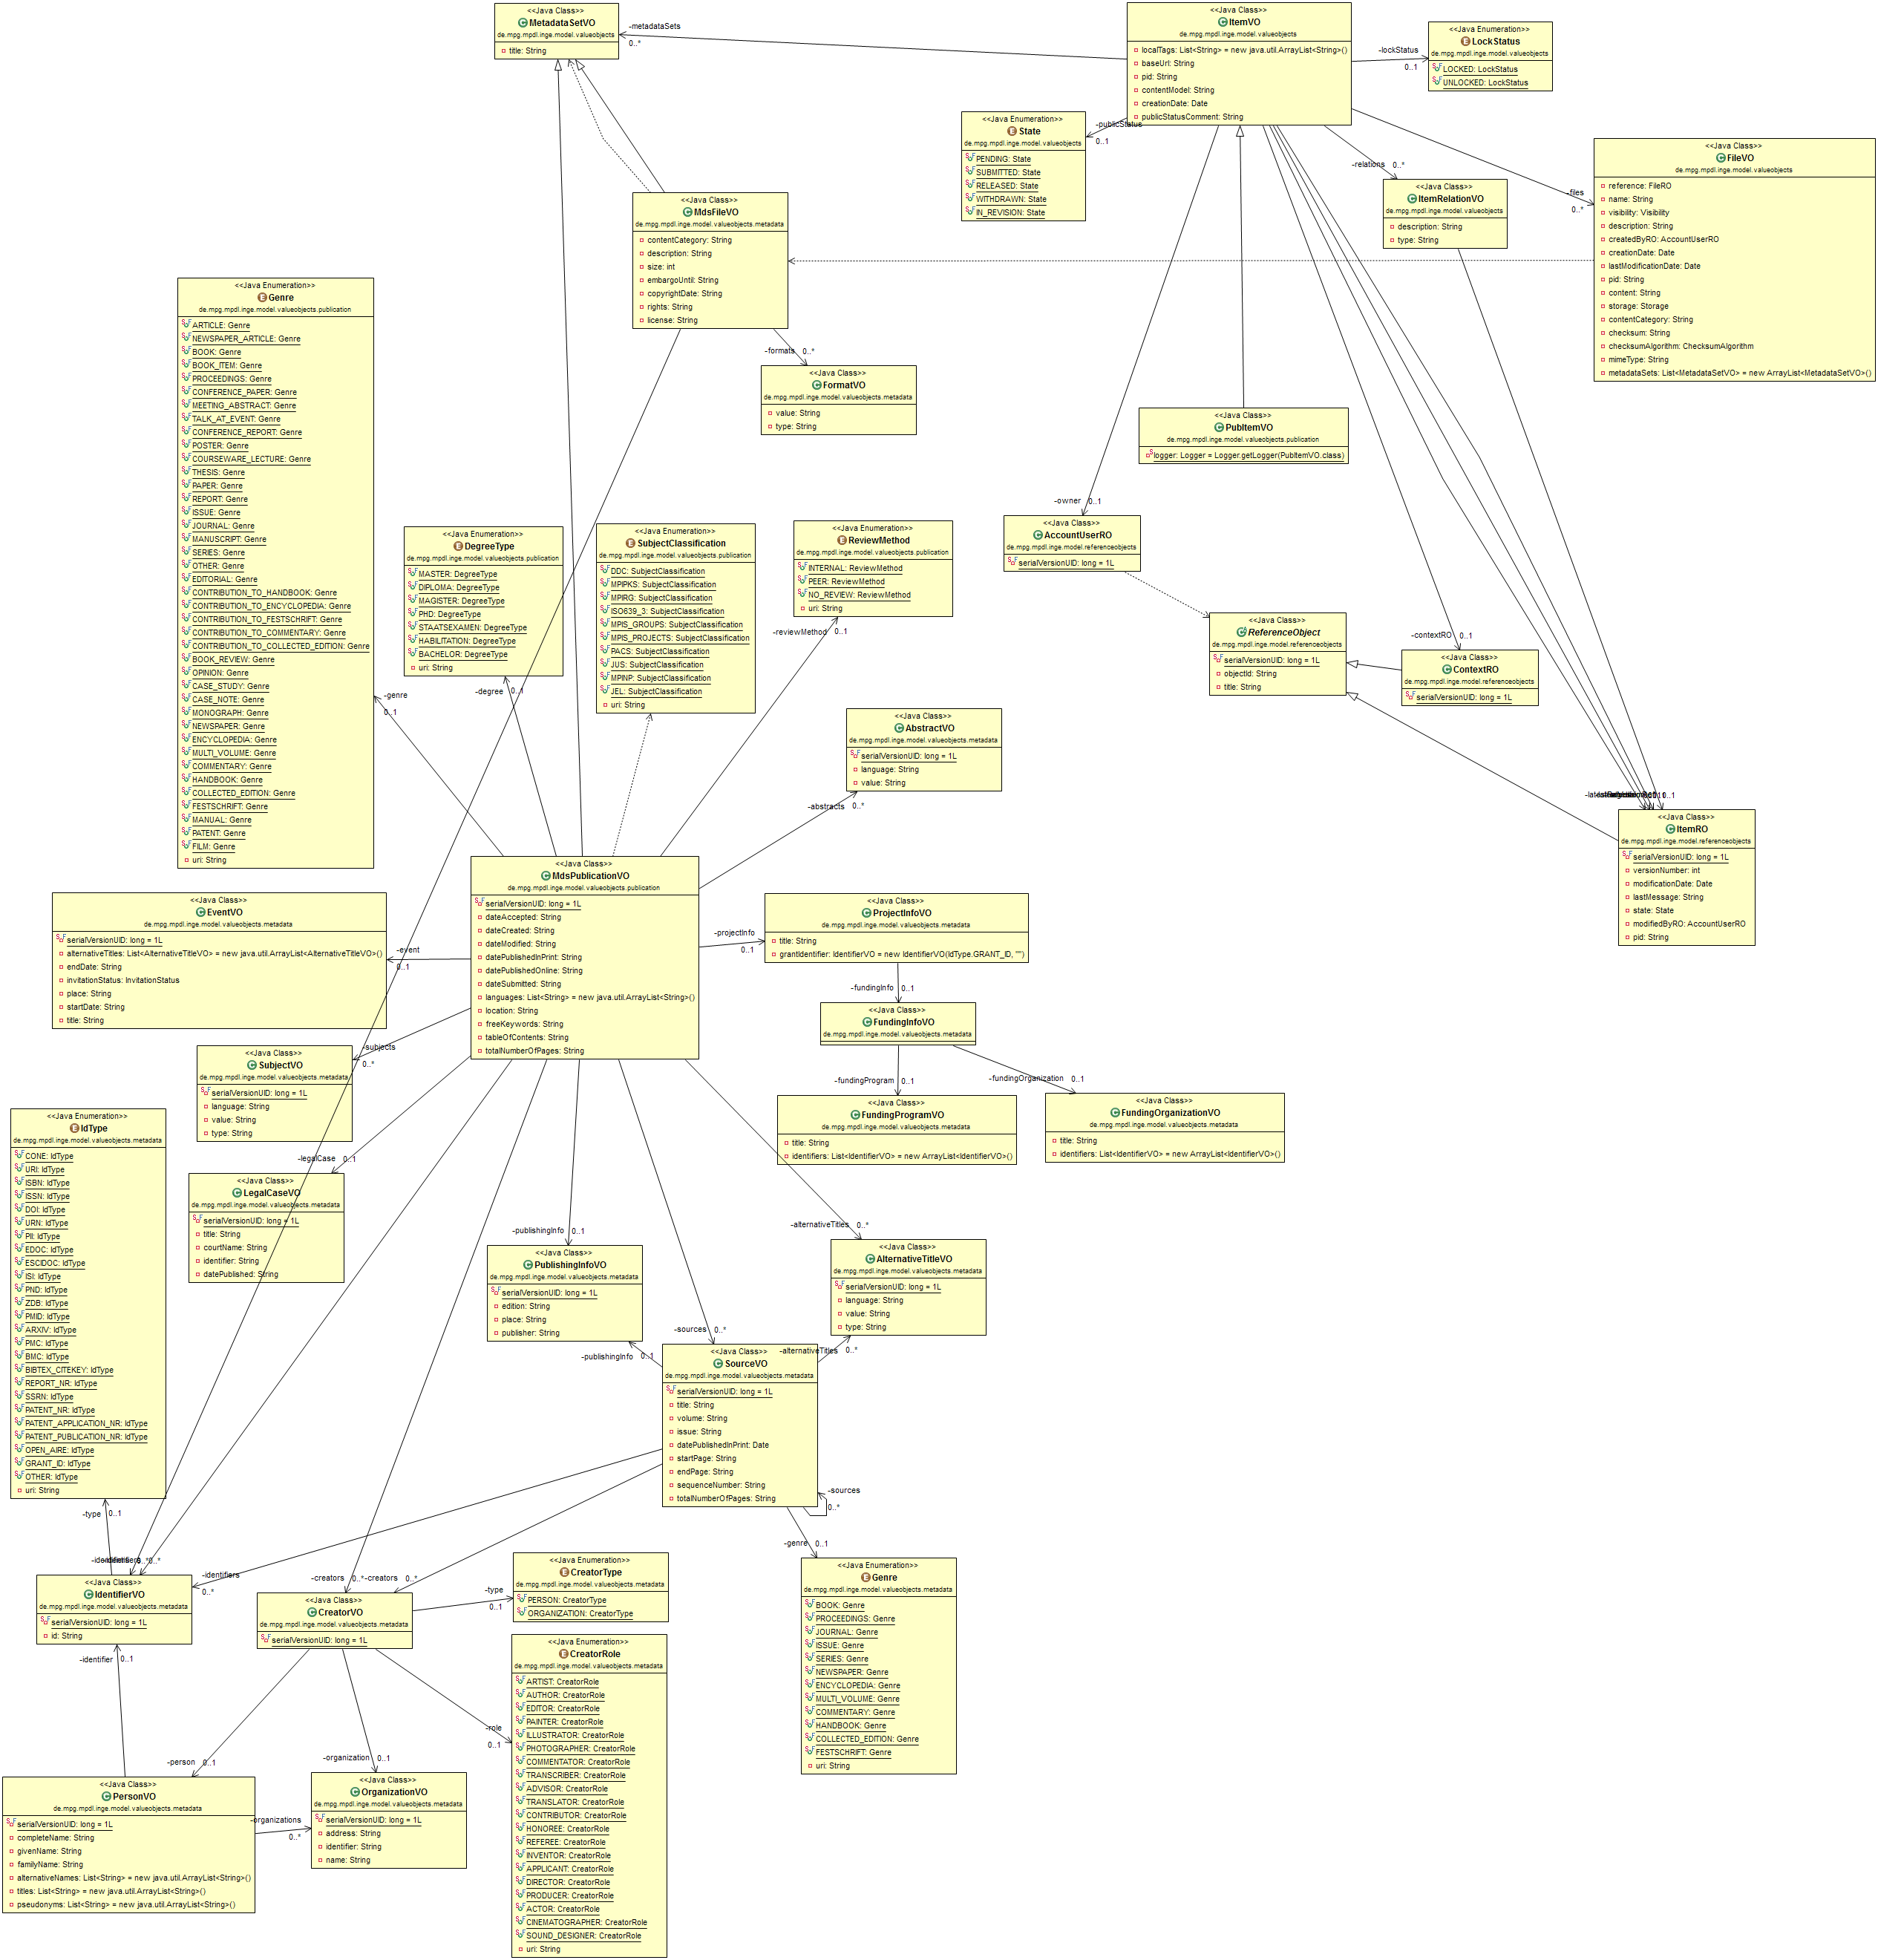 <<Java Class>>
MetadataSetVO
de.mpg.mpdl.inge.model.valueobjects
title: String
-metadataSets
0..*
<<Java Class>>
ItemVO
de.mpg.mpdl.inge.model.valueobjects
localTags: List<String> = new java.util.ArrayList<String>()
baseUrl: String
pid: String
contentModel: String
creationDate: Date
publicStatusComment: String
-lockStatus
0..1
<<Java Enumeration>>
LockStatus
de.mpg.mpdl.inge.model.valueobjects
LOCKED: LockStatus
UNLOCKED: LockStatus
-publicStatus
0..1
<<Java Enumeration>>
State
de.mpg.mpdl.inge.model.valueobjects
PENDING: State
SUBMITTED: State
RELEASED: State
WITHDRAWN: State
IN_REVISION: State
-relations
0..*
<<Java Class>>
ItemRelationVO
de.mpg.mpdl.inge.model.valueobjects
description: String
type: String
-files
0..*
<<Java Class>>
FileVO
de.mpg.mpdl.inge.model.valueobjects
reference: FileRO
name: String
visibility: Visibility
description: String
createdByRO: AccountUserRO
creationDate: Date
lastModificationDate: Date
pid: String
content: String
storage: Storage
contentCategory: String
checksum: String
checksumAlgorithm: ChecksumAlgorithm
mimeType: String
metadataSets: List<MetadataSetVO> = new ArrayList<MetadataSetVO>()
<<Java Class>>
MdsFileVO
de.mpg.mpdl.inge.model.valueobjects.metadata
contentCategory: String
description: String
size: int
embargoUntil: String
copyrightDate: String
rights: String
license: String
-formats
0..*
<<Java Class>>
FormatVO
de.mpg.mpdl.inge.model.valueobjects.metadata
value: String
type: String
<<Java Enumeration>>
Genre
de.mpg.mpdl.inge.model.valueobjects.publication
ARTICLE: Genre
NEWSPAPER_ARTICLE: Genre
BOOK: Genre
BOOK_ITEM: Genre
PROCEEDINGS: Genre
CONFERENCE_PAPER: Genre
MEETING_ABSTRACT: Genre
TALK_AT_EVENT: Genre
CONFERENCE_REPORT: Genre
POSTER: Genre
COURSEWARE_LECTURE: Genre
THESIS: Genre
PAPER: Genre
REPORT: Genre
ISSUE: Genre
JOURNAL: Genre
MANUSCRIPT: Genre
SERIES: Genre
OTHER: Genre
EDITORIAL: Genre
CONTRIBUTION_TO_HANDBOOK: Genre
CONTRIBUTION_TO_ENCYCLOPEDIA: Genre
CONTRIBUTION_TO_FESTSCHRIFT: Genre
CONTRIBUTION_TO_COMMENTARY: Genre
CONTRIBUTION_TO_COLLECTED_EDITION: Genre
BOOK_REVIEW: Genre
OPINION: Genre
CASE_STUDY: Genre
CASE_NOTE: Genre
MONOGRAPH: Genre
NEWSPAPER: Genre
ENCYCLOPEDIA: Genre
MULTI_VOLUME: Genre
COMMENTARY: Genre
HANDBOOK: Genre
COLLECTED_EDITION: Genre
FESTSCHRIFT: Genre
MANUAL: Genre
PATENT: Genre
FILM: Genre
uri: String
-genre
0..1
<<Java Class>>
PubItemVO
de.mpg.mpdl.inge.model.valueobjects.publication
logger: Logger = Logger.getLogger(PubItemVO.class)
-owner
0..1
<<Java Class>>
AccountUserRO
de.mpg.mpdl.inge.model.referenceobjects
serialVersionUID: long = 1L
<<Java Enumeration>>
DegreeType
de.mpg.mpdl.inge.model.valueobjects.publication
MASTER: DegreeType
DIPLOMA: DegreeType
MAGISTER: DegreeType
PHD: DegreeType
STAATSEXAMEN: DegreeType
HABILITATION: DegreeType
BACHELOR: DegreeType
uri: String
-degree
0..1
<<Java Enumeration>>
SubjectClassification
de.mpg.mpdl.inge.model.valueobjects.publication
DDC: SubjectClassification
MPIPKS: SubjectClassification
MPIRG: SubjectClassification
ISO639_3: SubjectClassification
MPIS_GROUPS: SubjectClassification
MPIS_PROJECTS: SubjectClassification
PACS: SubjectClassification
JUS: SubjectClassification
MPINP: SubjectClassification
JEL: SubjectClassification
uri: String
<<Java Enumeration>>
ReviewMethod
de.mpg.mpdl.inge.model.valueobjects.publication
INTERNAL: ReviewMethod
PEER: ReviewMethod
NO_REVIEW: ReviewMethod
uri: String
-reviewMethod
0..1
<<Java Class>>
ReferenceObject
de.mpg.mpdl.inge.model.referenceobjects
serialVersionUID: long = 1L
objectId: String
title: String
-contextRO
0..1
<<Java Class>>
ContextRO
de.mpg.mpdl.inge.model.referenceobjects
serialVersionUID: long = 1L
<<Java Class>>
AbstractVO
de.mpg.mpdl.inge.model.valueobjects.metadata
serialVersionUID: long = 1L
language: String
value: String
-abstracts
0..*
0..1
<<Java Class>>
ItemRO
de.mpg.mpdl.inge.model.referenceobjects
serialVersionUID: long = 1L
versionNumber: int
modificationDate: Date
lastMessage: String
state: State
modifiedByRO: AccountUserRO
pid: String
<<Java Class>>
MdsPublicationVO
de.mpg.mpdl.inge.model.valueobjects.publication
serialVersionUID: long = 1L
dateAccepted: String
dateCreated: String
dateModified: String
datePublishedInPrint: String
datePublishedOnline: String
dateSubmitted: String
languages: List<String> = new java.util.ArrayList<String>()
location: String
freeKeywords: String
tableOfContents: String
totalNumberOfPages: String
<<Java Class>>
EventVO
de.mpg.mpdl.inge.model.valueobjects.metadata
serialVersionUID: long = 1L
alternativeTitles: List<AlternativeTitleVO> = new java.util.ArrayList<AlternativeTitleVO>()
endDate: String
invitationStatus: InvitationStatus
place: String
startDate: String
title: String
-event
0..1
-projectInfo
0..1
<<Java Class>>
ProjectInfoVO
de.mpg.mpdl.inge.model.valueobjects.metadata
title: String
grantIdentifier: IdentifierVO = new IdentifierVO(IdType.GRANT_ID, "")
-fundingInfo
0..1
<<Java Class>>
FundingInfoVO
de.mpg.mpdl.inge.model.valueobjects.metadata
-fundingProgram
0..1
-fundingOrganization
0..1
<<Java Class>>
FundingProgramVO
de.mpg.mpdl.inge.model.valueobjects.metadata
title: String
identifiers: List<IdentifierVO> = new ArrayList<IdentifierVO>()
<<Java Class>>
FundingOrganizationVO
de.mpg.mpdl.inge.model.valueobjects.metadata
title: String
identifiers: List<IdentifierVO> = new ArrayList<IdentifierVO>()
-subjects
0..*
<<Java Class>>
SubjectVO
de.mpg.mpdl.inge.model.valueobjects.metadata
serialVersionUID: long = 1L
language: String
value: String
type: String
-legalCase
0..1
<<Java Class>>
LegalCaseVO
de.mpg.mpdl.inge.model.valueobjects.metadata
serialVersionUID: long = 1L
title: String
courtName: String
identifier: String
datePublished: String
<<Java Enumeration>>
IdType
de.mpg.mpdl.inge.model.valueobjects.metadata
CONE: IdType
URI: IdType
ISBN: IdType
ISSN: IdType
DOI: IdType
URN: IdType
PII: IdType
EDOC: IdType
ESCIDOC: IdType
ISI: IdType
PND: IdType
ZDB: IdType
PMID: IdType
ARXIV: IdType
PMC: IdType
BMC: IdType
BIBTEX_CITEKEY: IdType
REPORT_NR: IdType
SSRN: IdType
PATENT_NR: IdType
PATENT_APPLICATION_NR: IdType
PATENT_PUBLICATION_NR: IdType
OPEN_AIRE: IdType
GRANT_ID: IdType
OTHER: IdType
uri: String
-type
0..1
-publishingInfo
0..1
<<Java Class>>
PublishingInfoVO
de.mpg.mpdl.inge.model.valueobjects.metadata
serialVersionUID: long = 1L
edition: String
place: String
publisher: String
-alternativeTitles
0..*
<<Java Class>>
AlternativeTitleVO
de.mpg.mpdl.inge.model.valueobjects.metadata
serialVersionUID: long = 1L
language: String
value: String
type: String
-sources
0..*
-publishingInfo
0..1
-alternativeTitles
0..*
<<Java Class>>
SourceVO
de.mpg.mpdl.inge.model.valueobjects.metadata
serialVersionUID: long = 1L
title: String
volume: String
issue: String
datePublishedInPrint: Date
startPage: String
endPage: String
sequenceNumber: String
totalNumberOfPages: String
-sources
0..*
-genre
0..1
<<Java Enumeration>>
Genre
de.mpg.mpdl.inge.model.valueobjects.metadata
BOOK: Genre
PROCEEDINGS: Genre
JOURNAL: Genre
ISSUE: Genre
SERIES: Genre
NEWSPAPER: Genre
ENCYCLOPEDIA: Genre
MULTI_VOLUME: Genre
COMMENTARY: Genre
HANDBOOK: Genre
COLLECTED_EDITION: Genre
FESTSCHRIFT: Genre
uri: String
0..*
-identifiers
0..*
<<Java Class>>
IdentifierVO
de.mpg.mpdl.inge.model.valueobjects.metadata
serialVersionUID: long = 1L
id: String
-identifier
0..1
-creators
0..*
-creators
0..*
<<Java Class>>
CreatorVO
de.mpg.mpdl.inge.model.valueobjects.metadata
serialVersionUID: long = 1L
-type
0..1
<<Java Enumeration>>
CreatorType
de.mpg.mpdl.inge.model.valueobjects.metadata
PERSON: CreatorType
ORGANIZATION: CreatorType
-role
0..1
<<Java Enumeration>>
CreatorRole
de.mpg.mpdl.inge.model.valueobjects.metadata
ARTIST: CreatorRole
AUTHOR: CreatorRole
EDITOR: CreatorRole
PAINTER: CreatorRole
ILLUSTRATOR: CreatorRole
PHOTOGRAPHER: CreatorRole
COMMENTATOR: CreatorRole
TRANSCRIBER: CreatorRole
ADVISOR: CreatorRole
TRANSLATOR: CreatorRole
CONTRIBUTOR: CreatorRole
HONOREE: CreatorRole
REFEREE: CreatorRole
INVENTOR: CreatorRole
APPLICANT: CreatorRole
DIRECTOR: CreatorRole
PRODUCER: CreatorRole
ACTOR: CreatorRole
CINEMATOGRAPHER: CreatorRole
SOUND_DESIGNER: CreatorRole
uri: String
-person
0..1
-organization
0..1
<<Java Class>>
PersonVO
de.mpg.mpdl.inge.model.valueobjects.metadata
serialVersionUID: long = 1L
completeName: String
givenName: String
familyName: String
alternativeNames: List<String> = new java.util.ArrayList<String>()
titles: List<String> = new java.util.ArrayList<String>()
pseudonyms: List<String> = new java.util.ArrayList<String>()
-organizations
0..*
<<Java Class>>
OrganizationVO
de.mpg.mpdl.inge.model.valueobjects.metadata
serialVersionUID: long = 1L
address: String
identifier: String
name: String